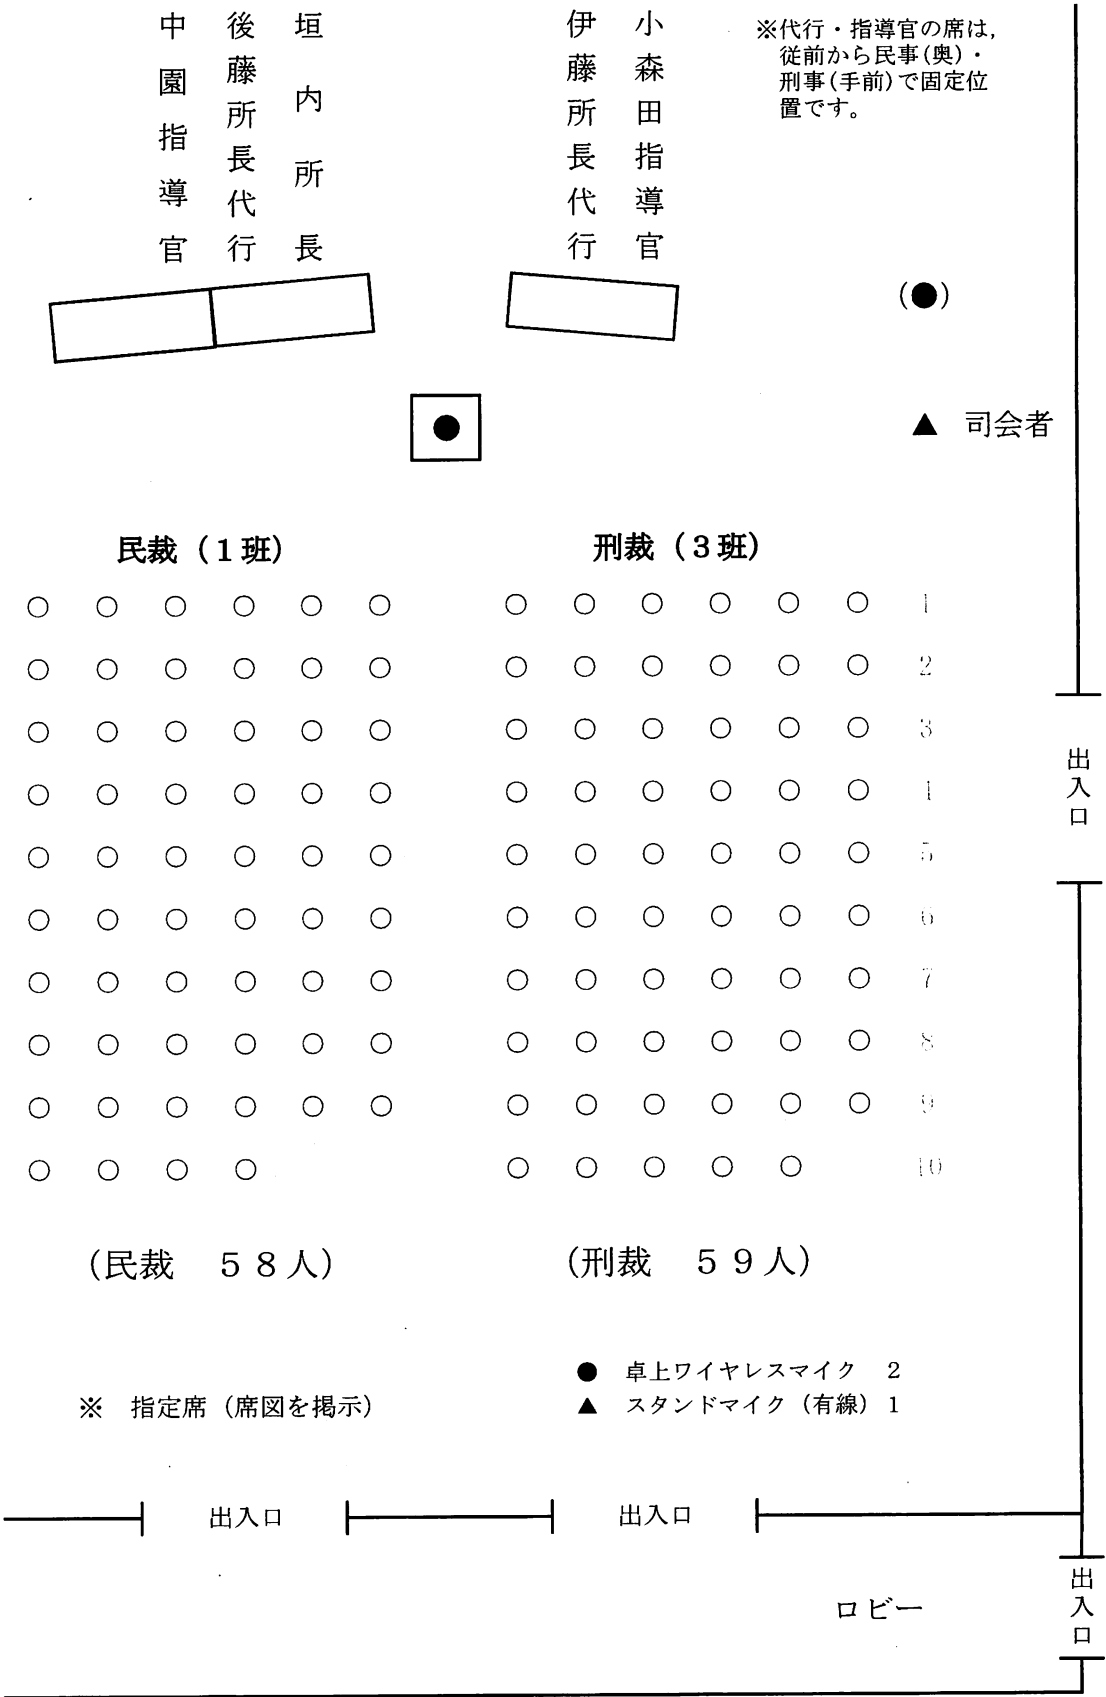 中園指導官
後藤所長代行
垣内所長
伊藤所長代行
小森田指導官
※代行・指導官の席は,
従前から民事(奥)・
刑事(手前)で固定位
置です。
(●)
●
▲ 司会者
民裁(1班)
刑裁(3班)
1
2
3
5
6
7
8
9
10
出入口
(民裁 58人)
(刑裁 59人)
● 卓上ワイヤレスマイク 2
▲ スタンドマイク(有線) 1
※ 指定席(席図を掲示)
出入口
出入口
ロビー
出入口